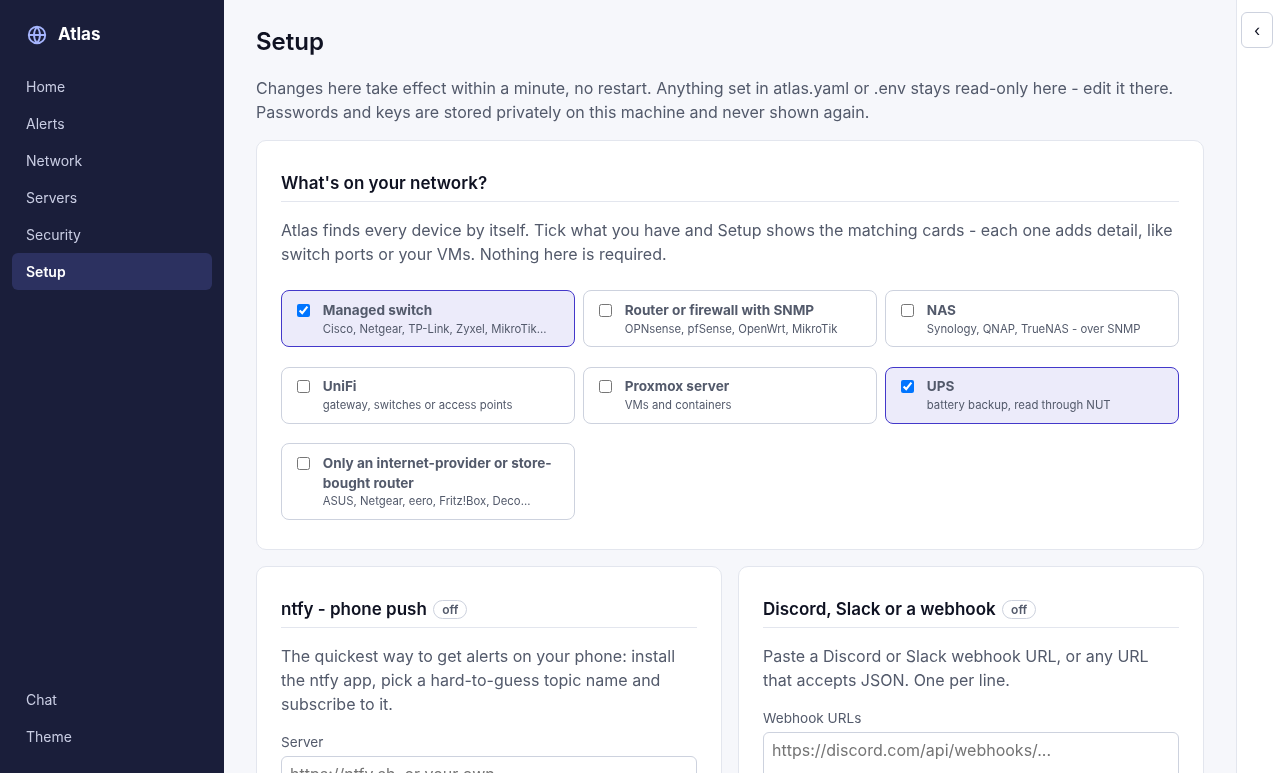 Atlas
Home
Alerts
Network
Servers
Security
Setup
Chat
Theme
Setup
Changes here take effect within a minute, no restart. Anything set in atlas.yaml or .env stays read-only here - edit it there.
Passwords and keys are stored privately on this machine and never shown again.
What's on your network?
Atlas finds every device by itself. Tick what you have and Setup shows the matching cards - each one adds detail, like
switch ports or your VMs. Nothing here is required.
Managed switch
Cisco, Netgear, TP-Link, Zyxel, MikroTik...
Router or firewall with SNMP
OPNsense, pfSense, OpenWrt, MikroTik
NAS
Synology, QNAP, TrueNAS - over SNMP
UniFi
gateway, switches or access points
Proxmox server
VMs and containers
UPS
battery backup, read through NUT
Only an internet-provider or store-
bought router
ASUS, Netgear, eero, Fritz!Box, Deco...
ntfy - phone push off
The quickest way to get alerts on your phone: install
the ntfy app, pick a hard-to-guess topic name and
subscribe to it.
Server
https://ntfy.sh, or your own
Discord, Slack or a webhook off
Paste a Discord or Slack webhook URL, or any URL
that accepts JSON. One per line.
Webhook URLs
https://discord.com/api/webhooks/...
‹